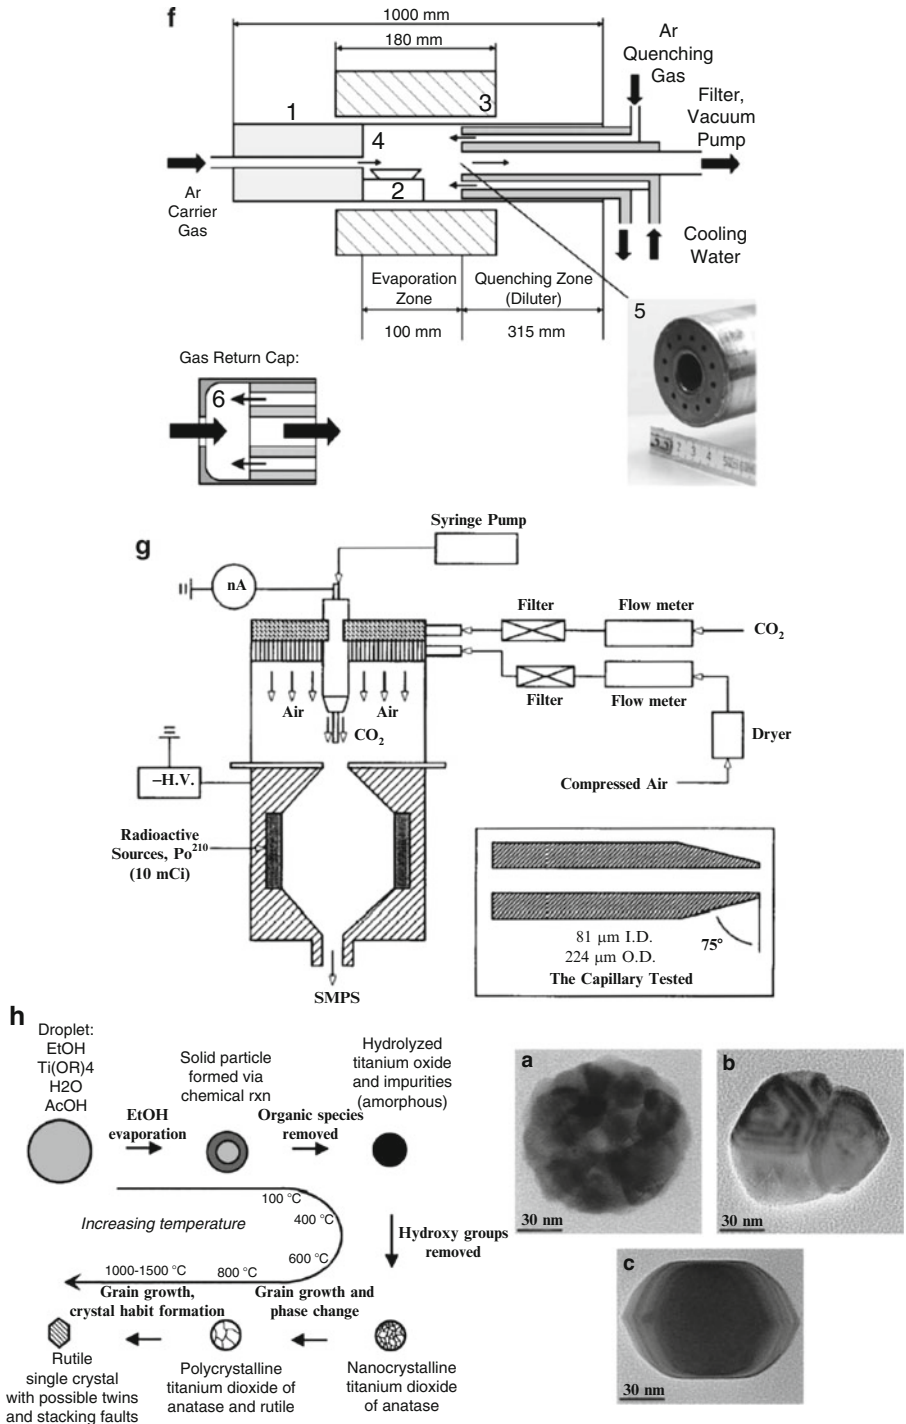 f
1000 mm
180 mm
Ar
Quenching
Gas
Filter,
Vacuum
Pump
1
3
4
2
Ar
Carrier
Gas
Cooling
Water
Evaporation
Zone
Quenching Zone
(Diluter)
100 mm
315 mm
5
2 3 4
Gas Return Cap:
6
g
Syringe Pump
nA
Filter
Flow meter
CO2
Air
Air
CO2
Filter
Flow meter
Dryer
–H.V.
Compressed Air
Radioactive
Sources, Po210
(10 mCi)
81 μm I.D.
224 μm O.D.
75°
The Capillary Tested
SMPS
h
Droplet:
EtOH
Ti(OR)4
H2O
AcOH
Solid particle
formed via
chemical rxn
Hydrolyzed
titanium oxide
and impurities
(amorphous)
EtOH
evaporation
Organic species
removed
100 °C
Increasing temperature
400 °C
600 °C
Hydroxy groups
removed
1000-1500 °C
800 °C
Grain growth,
crystal habit formation
Grain growth and
phase change
Rutile
single crystal
with possible twins
and stacking faults
Polycrystalline
titanium dioxide of
anatase and rutile
Nanocrystalline
titanium dioxide
of anatase
a
30 nm
b
30 nm
c
30 nm